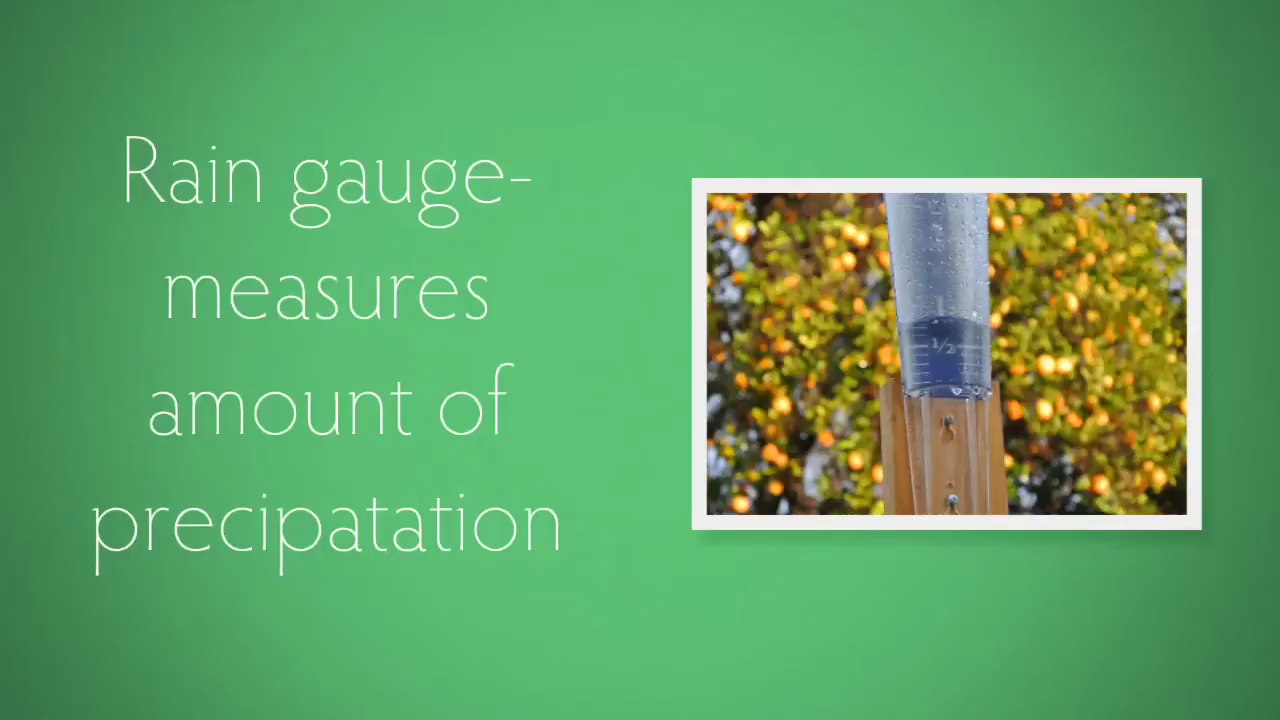 Rain gauge-
measures
amount of
precipatation
1/2